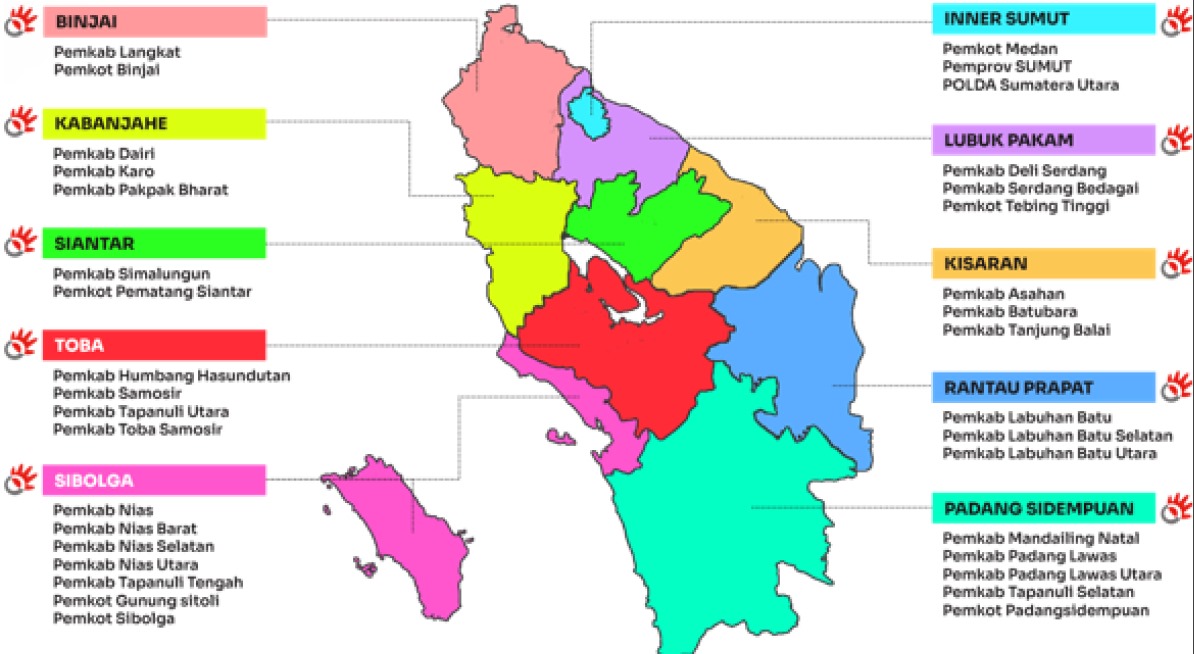 BINJAI
Pemkab Langkat
Pemkot Binjai
KABANJAHE
Pemkab Dairi
Pemkab Karo
Pemkab Pakpak Bharat
SIANTAR
Pemkab Simalungun
Pemkot Pematang Siantar
TOBA
Pemkab Humbang Hasundutan
Pemkab Samosir
Pemkab Tapanuli Utara
Pemkab Toba Samosir
SIBOLGA
Pemkab Nias
Pemkab Nias Barat
Pemkab Nias Selatan
Pemkab Nias Utara
Pemkab Tapanuli Tengah
Pemkot Gunung sitoli
Pemkot Sibolga
INNER SUMUT
Pemkot Medan
Pemprov SUMUT
POLDA Sumatera Utara
LUBUK PAKAM
Pemkab Deli Serdang
Pemkab Serdang Bedagai
Pemkot Tebing Tinggi
KISARAN
Pemkab Asahan
Pemkab Batubara
Pemkab Tanjung Balai
RANTAU PRAPAT
Pemkab Labuhan Batu
Pemkab Labuhan Batu Selatan
Pemkab Labuhan Batu Utara
PADANG SIDEMPUAN
Pemkab Mandailing Natal
Pemkab Padang Lawas
Pemkab Padang Lawas Utara
Pemkab Tapanuli Selatan
Pemkot Padangsidempuan